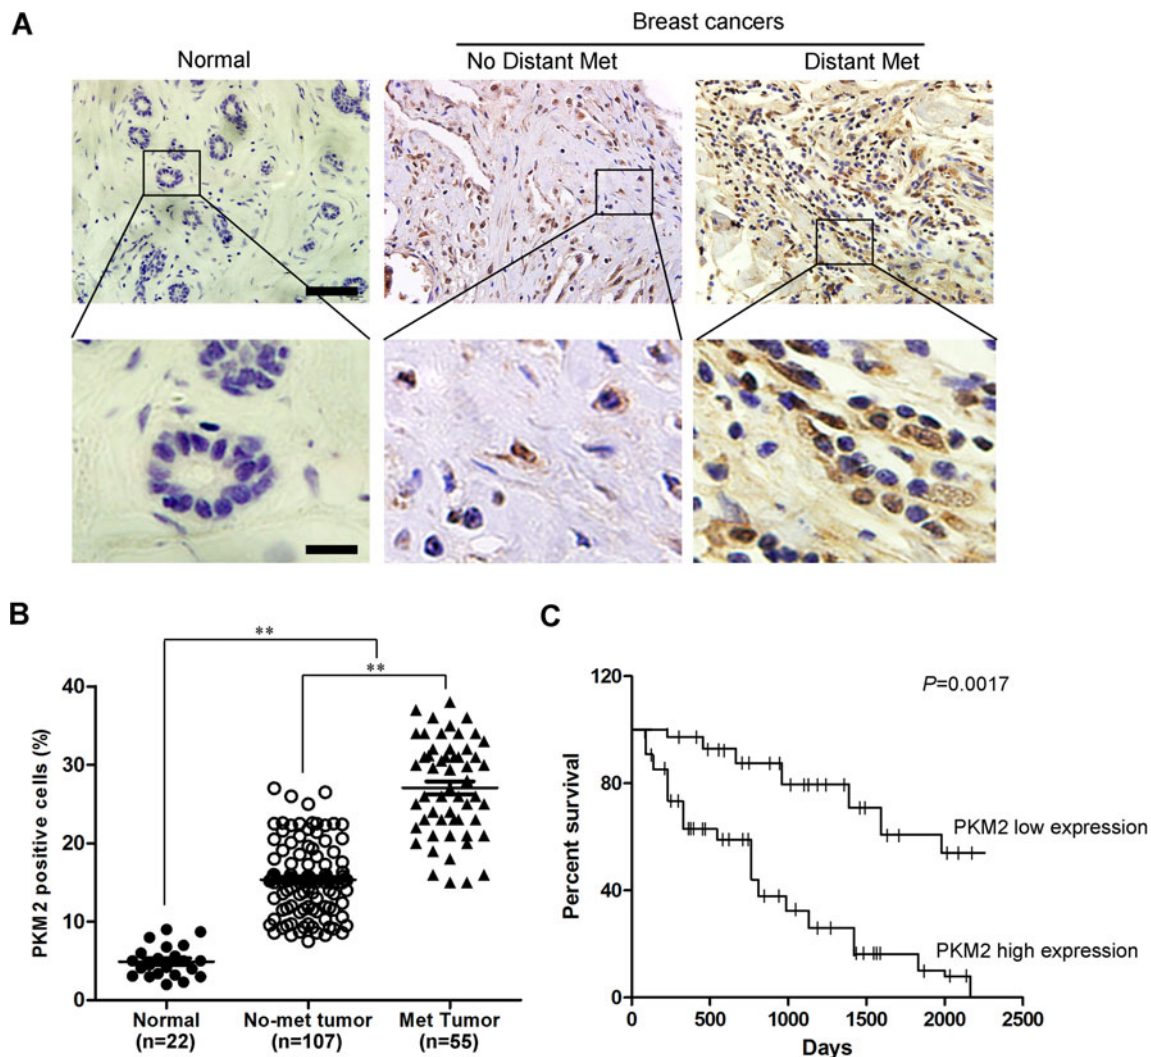 A
Breast cancers
Normal
No Distant Met
Distant Met
B
**
**
PKM2 positive cells (%)
40
30
20
10
0
Normal
(n=22)
No-met tumor
(n=107)
Met Tumor
(n=55)
C
P=0.0017
Percent survival
120
80
40
0
PKM2 low expression
PKM2 high expression
0
500
1000
1500
2000
2500
Days